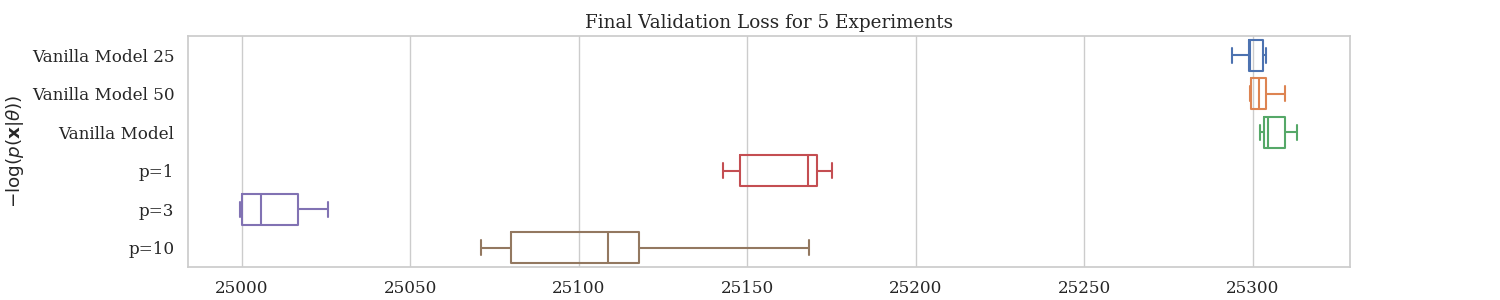 Final Validation Loss for 5 Experiments
−log(p(𝐱|θ))
Vanilla Model 25
Vanilla Model 50
Vanilla Model
p=1
p=3
p=10
25000 25050 25100 25150 25200 25250 25300